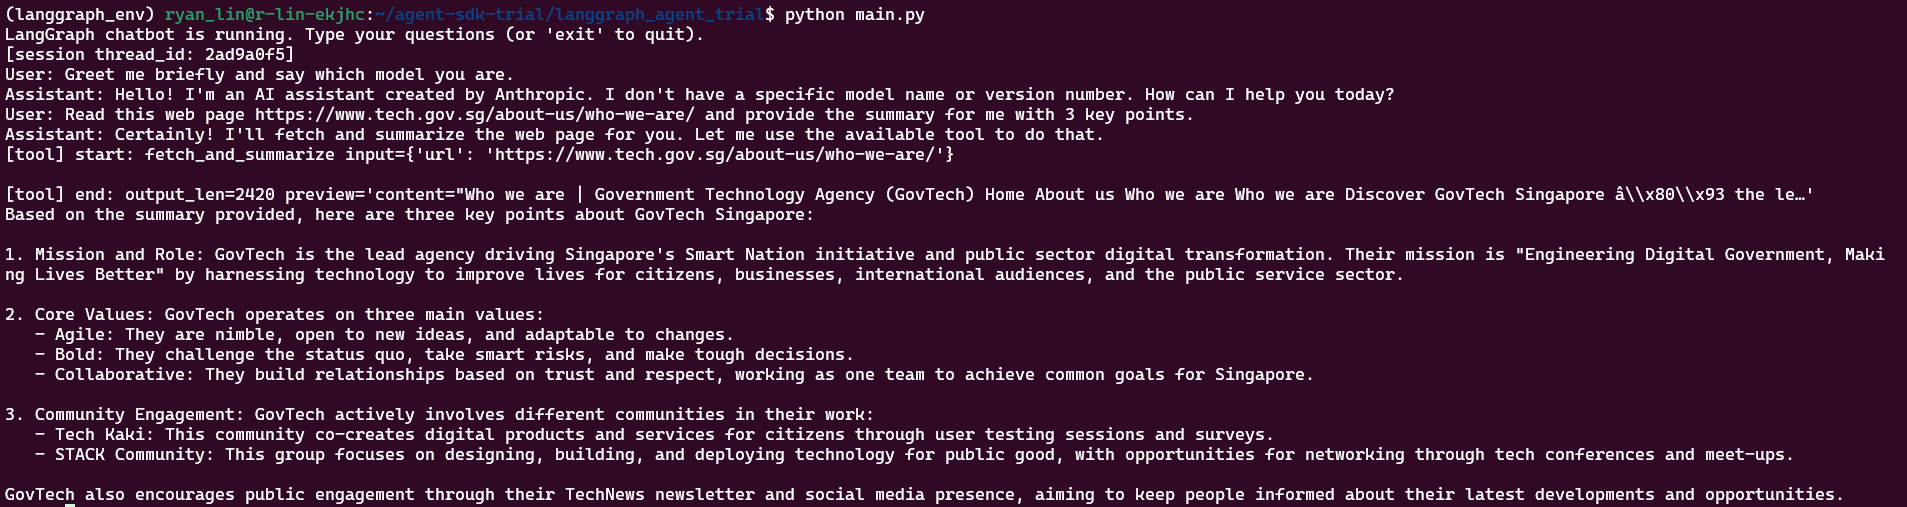 (langgraph_env) ryan_lin@r-lin-ekjhc:~/agent-sdk-trial/langgraph_agent_trial$ python main.py
LangGraph chatbot is running. Type your questions (or 'exit' to quit).
[session thread_id: 2ad9a0f5]
User: Greet me briefly and say which model you are.
Assistant: Hello! I'm an AI assistant created by Anthropic. I don't have a specific model name or version number. How can I help you today?
User: Read this web page https://www.tech.gov.sg/about-us/who-we-are/ and provide the summary for me with 3 key points.
Assistant: Certainly! I'll fetch and summarize the web page for you. Let me use the available tool to do that.
[tool] start: fetch_and_summarize input={'url': 'https://www.tech.gov.sg/about-us/who-we-are/'}
[tool] end: output_len=2420 preview='content="Who we are | Government Technology Agency (GovTech) Home About us Who we are Who we are Discover GovTech Singapore â\\x80\\x93 the le…'
Based on the summary provided, here are three key points about GovTech Singapore:
1. Mission and Role: GovTech is the lead agency driving Singapore's Smart Nation initiative and public sector digital transformation. Their mission is "Engineering Digital Government, Maki
ng Lives Better" by harnessing technology to improve lives for citizens, businesses, international audiences, and the public service sector.
2. Core Values: GovTech operates on three main values:
- Agile: They are nimble, open to new ideas, and adaptable to changes.
- Bold: They challenge the status quo, take smart risks, and make tough decisions.
- Collaborative: They build relationships based on trust and respect, working as one team to achieve common goals for Singapore.
3. Community Engagement: GovTech actively involves different communities in their work:
- Tech Kaki: This community co-creates digital products and services for citizens through user testing sessions and surveys.
- STACK Community: This group focuses on designing, building, and deploying technology for public good, with opportunities for networking through tech conferences and meet-ups.
GovTech also encourages public engagement through their TechNews newsletter and social media presence, aiming to keep people informed about their latest developments and opportunities.